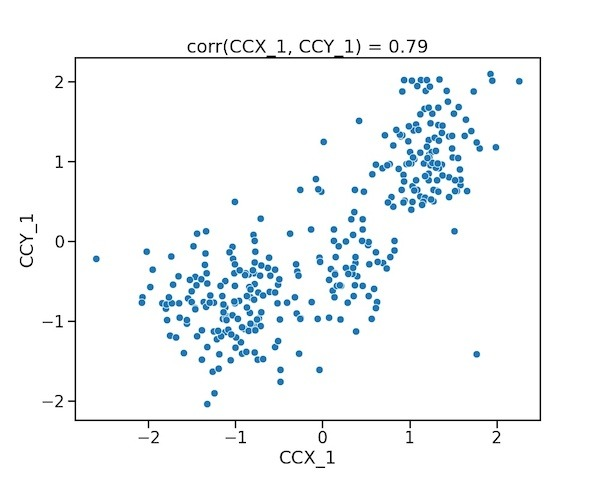 corr(CCX_1, CCY_1) = 0.79
2
1
0
−1
−2
CCY_1
−2 −1 0 1 2
CCX_1